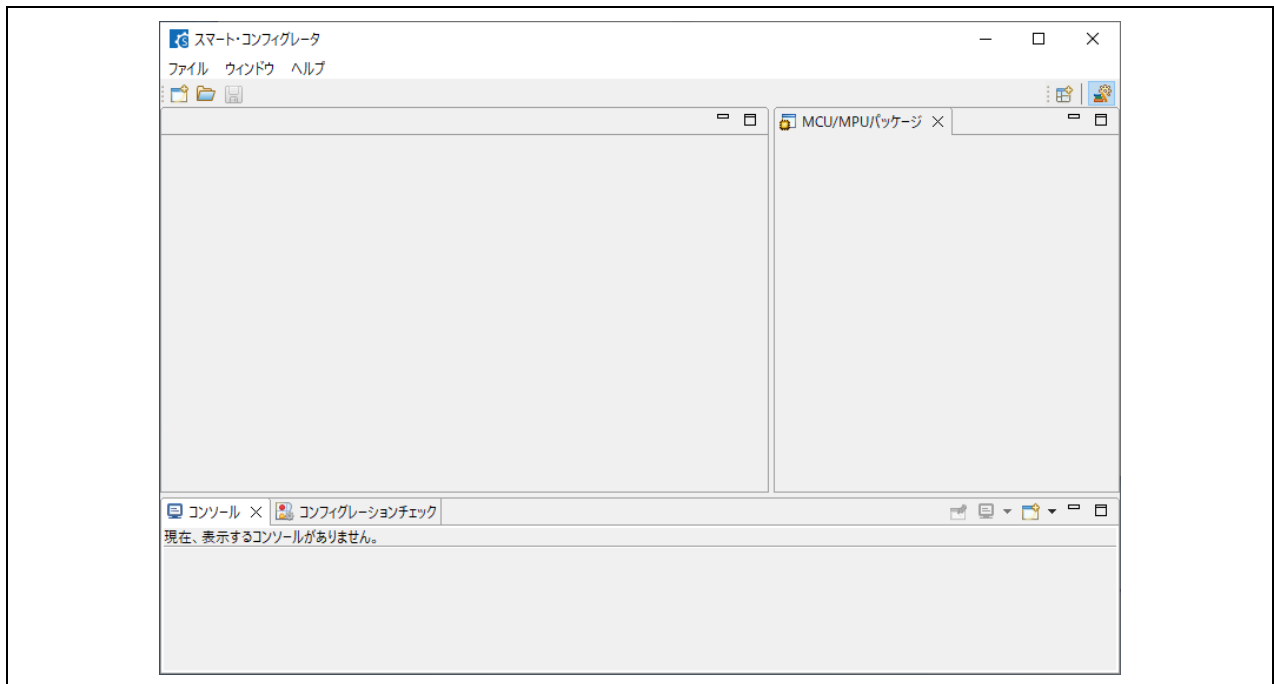 スマート・コンフィグレータ
ファイル ウィンドウ ヘルプ
MCU/MPUパッケージ
コンソール コンフィグレーションチェック
現在、表示するコンソールがありません。